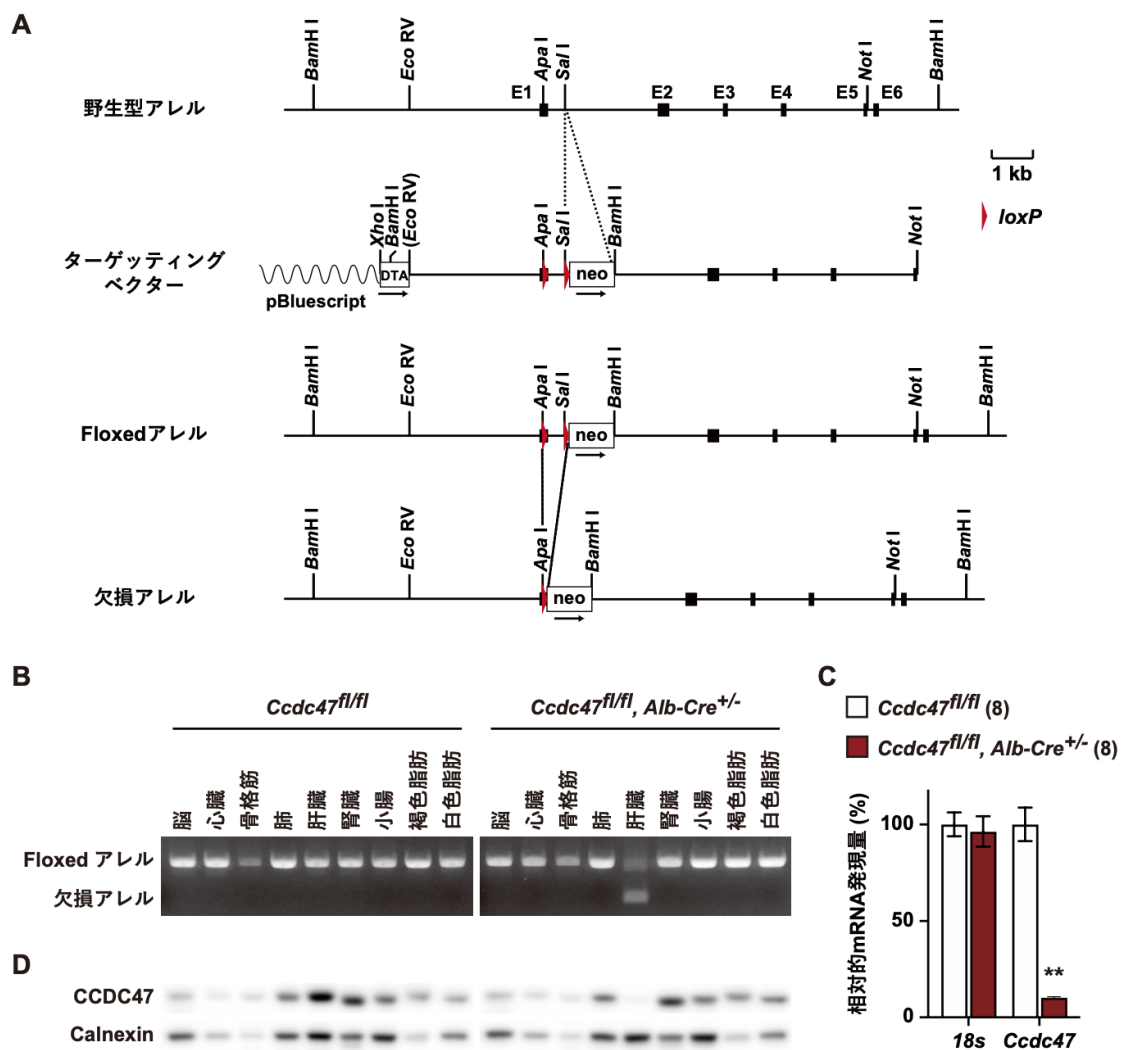 A
BamH I
Eco RV
Apa I
Sal I
Not I
BamH I
野生型アレル
E1
E2
E3
E4
E5
E6
1 kb
loxP
Xho I
BamH I
(Eco RV)
Apa I
Sal I
BamH I
Not I
ターゲッティング
ベクター
DTA
neo
pBluescript
BamH I
Eco RV
Apa I
Sal I
BamH I
Not I
BamH I
Floxedアレル
neo
BamH I
Eco RV
Apa I
BamH I
Not I
BamH I
欠損アレル
neo
B
Ccdc47fl/fl
Ccdc47fl/fl, Alb-Cre+/-
脳
心臓
骨格筋
肺
肝臓
腎臓
小腸
褐色脂肪
白色脂肪
脳
心臓
骨格筋
肺
肝臓
腎臓
小腸
褐色脂肪
白色脂肪
Floxed アレル
欠損アレル
C
Ccdc47fl/fl (8)
Ccdc47fl/fl, Alb-Cre+/- (8)
相対的mRNA発現量 (%)
100
50
0
**
18s
Ccdc47
D
CCDC47
Calnexin